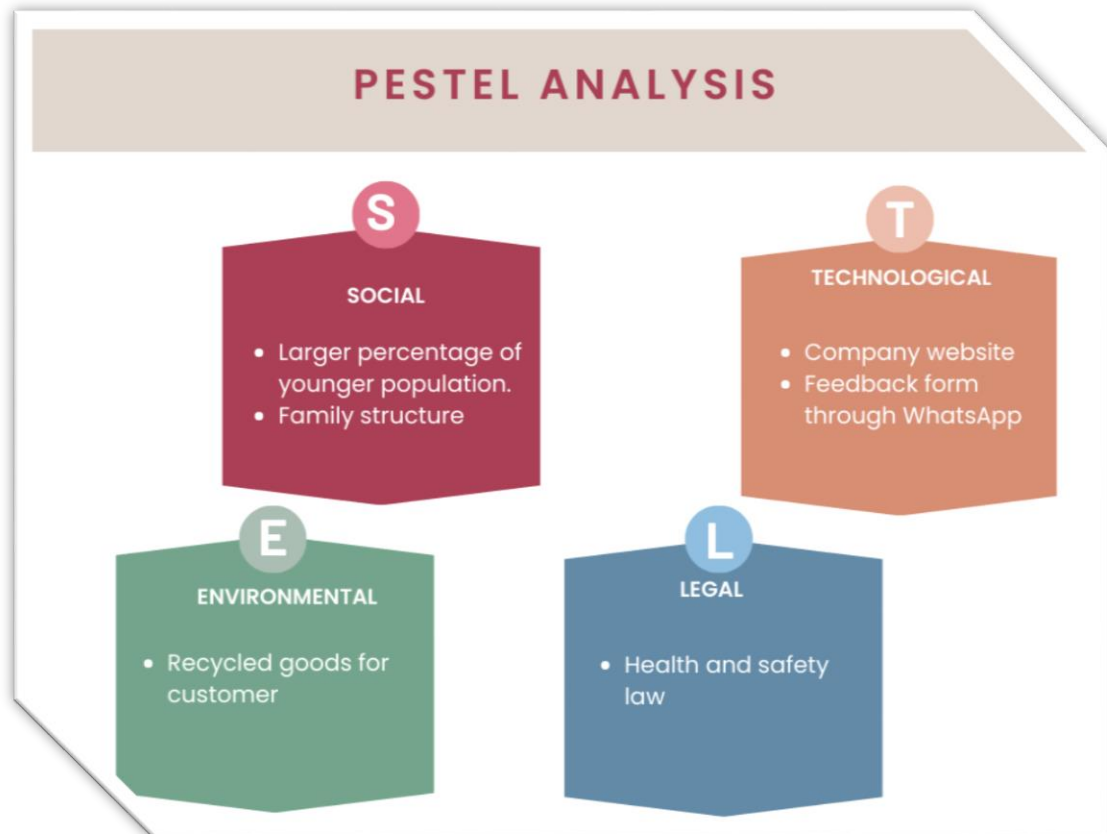 PESTEL ANALYSIS
S
SOCIAL
• Larger percentage of
younger population.
• Family structure
T
TECHNOLOGICAL
• Company website
• Feedback form
through WhatsApp
E
ENVIRONMENTAL
• Recycled goods for
customer
L
LEGAL
• Health and safety
law